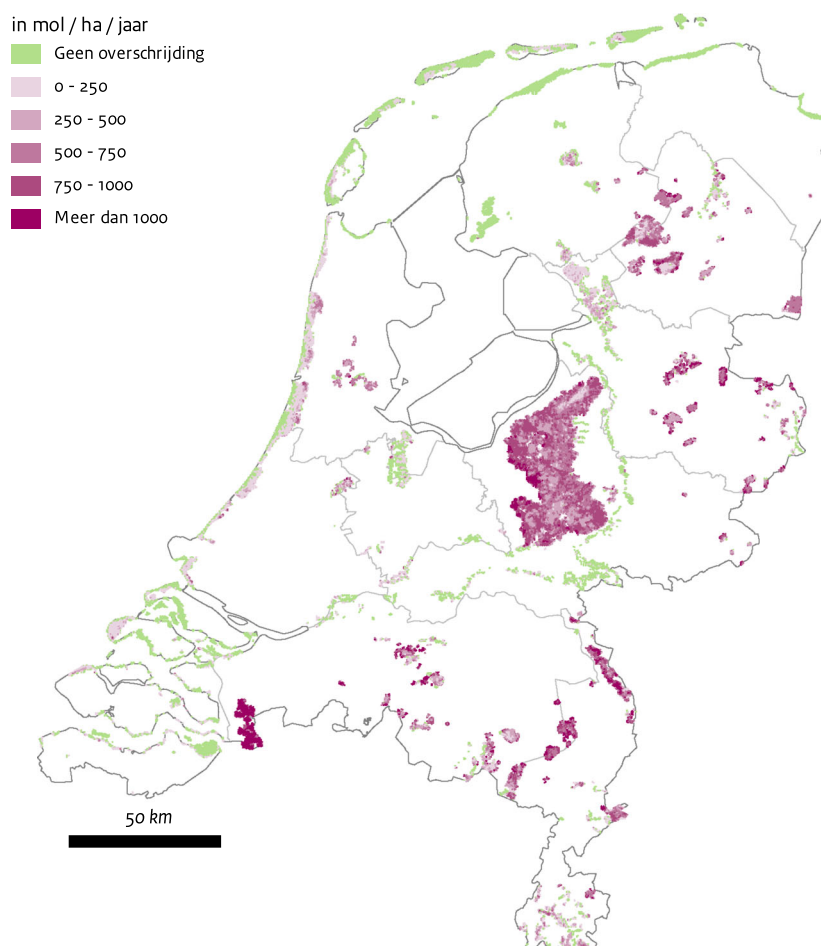 in mol / ha / jaar
Geen overschrijding
0 - 250
250 - 500
500 - 750
750 - 1000
Meer dan 1000
50 km